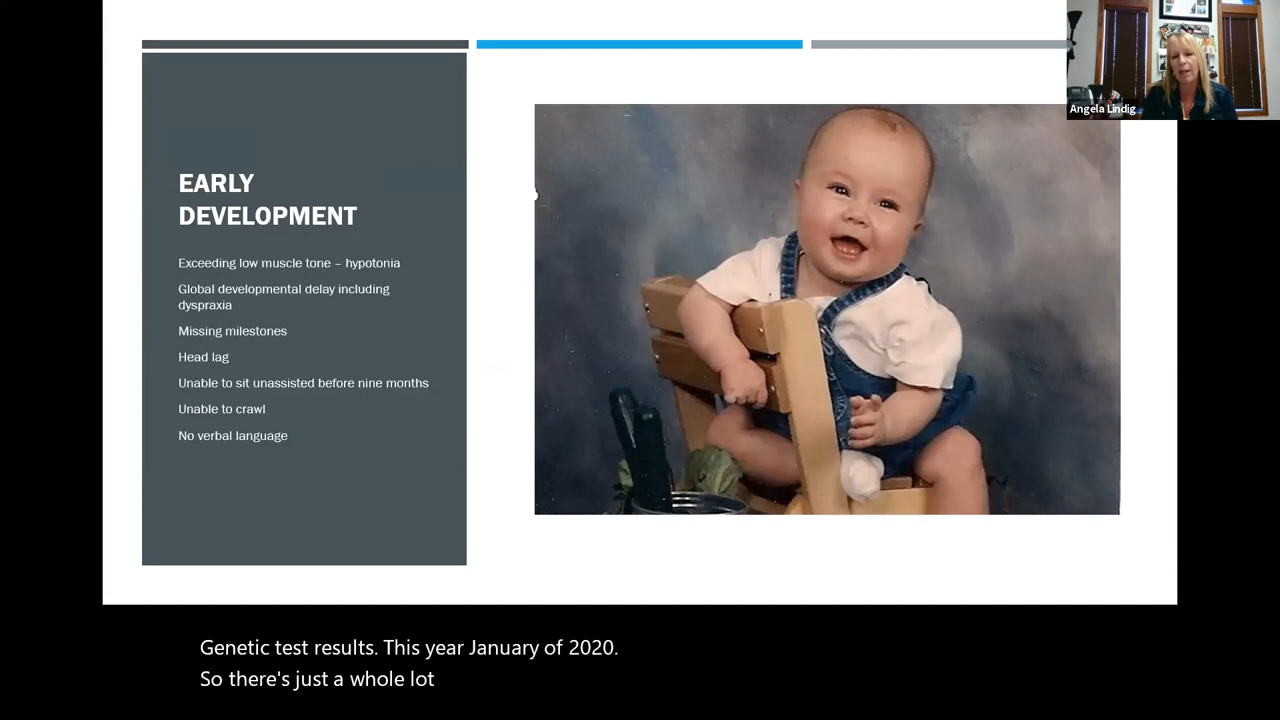 EARLY
DEVELOPMENT
Exceeding low muscle tone – hypotonia
Global developmental delay including
dyspraxia
Missing milestones
Head lag
Unable to sit unassisted before nine months
Unable to crawl
No verbal language
Angela Lindig
Genetic test results. This year January of 2020.
So there's just a whole lot